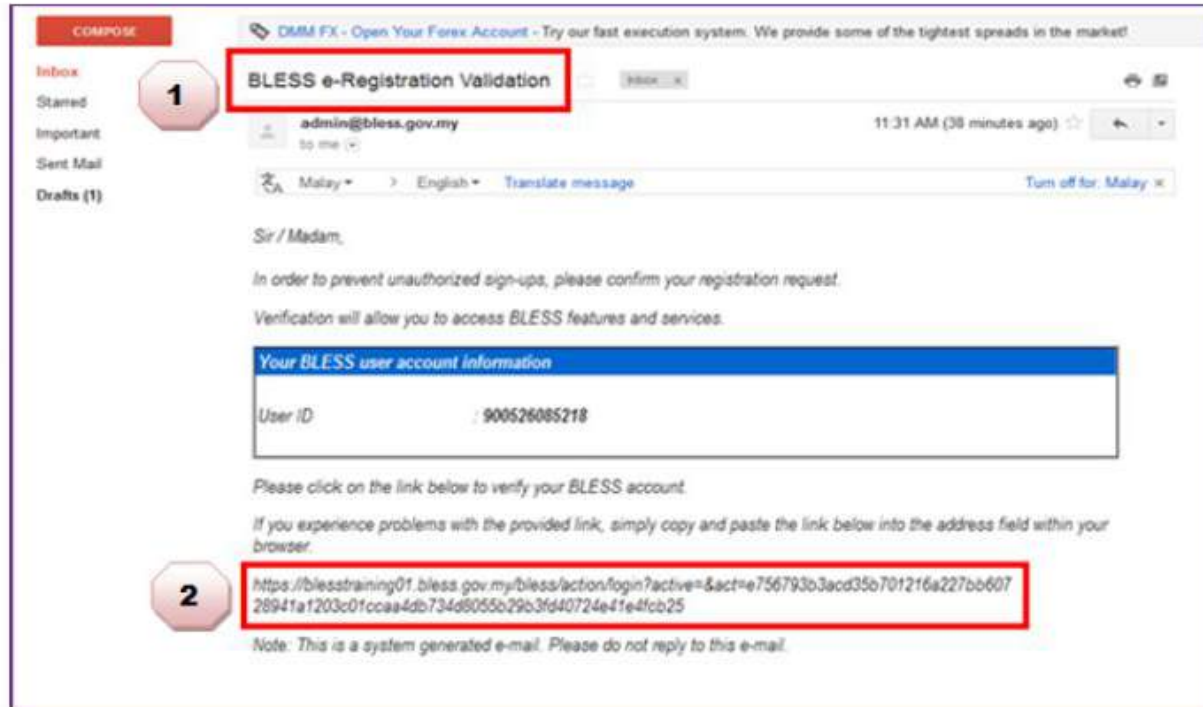 COMPOSE
DMM FX - Open Your Forex Account - Try our fast execution system. We provide some of the tightest spreads in the market!
Inbox
Starred
Important
Sent Mail
Drafts (1)
1
BLESS e-Registration Validation
Inbox x
admin@bless.gov.my
11:31 AM (38 minutes ago)
to me
Malay > English Translate message
Turn off for: Malay x
Sir / Madam,
In order to prevent unauthorized sign-ups, please confirm your registration request.
Verification will allow you to access BLESS features and services.
Your BLESS user account information
User ID : 900526085218
Please click on the link below to verify your BLESS account.
If you experience problems with the provided link, simply copy and paste the link below into the address field within your
browser.
2
https://blesstraining01.bless.gov.my/bless/action/login?active=&act=e756793b3acd35b701216a227bb607
28941a1203c01ccaa4db734d8055b29b3fd40724e41e4fcb25
Note: This is a system generated e-mail. Please do not reply to this e-mail.